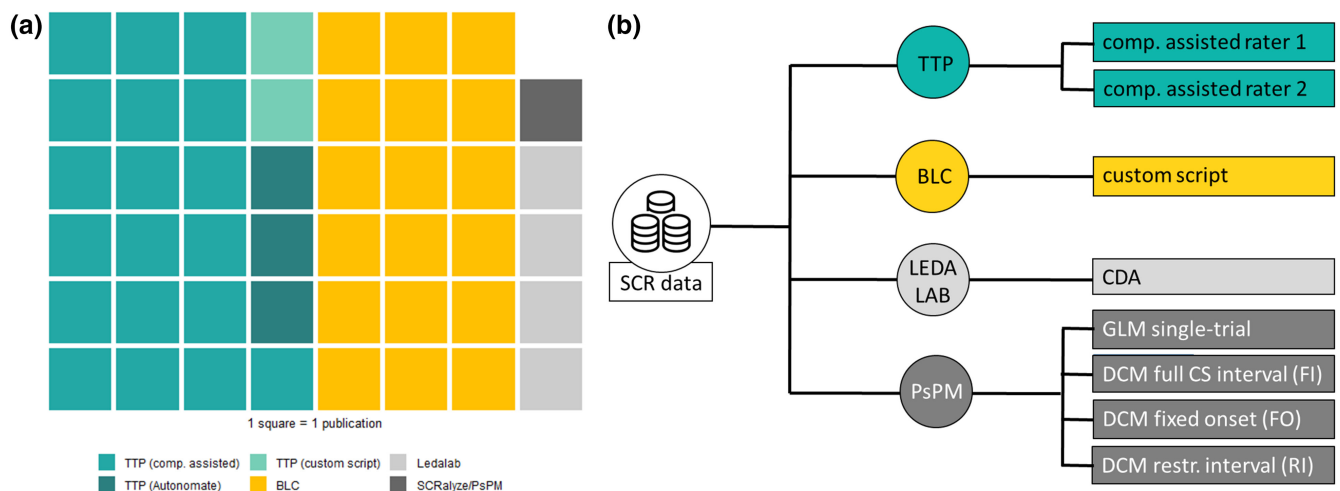 (a)
1 square = 1 publication
TTP (comp. assisted)
TTP (custom script)
Ledalab
TTP (Autonomate)
BLC
SCRalyze/PsPM
(b)
SCR data
TTP
comp. assisted rater 1
comp. assisted rater 2
BLC
custom script
LEDA
LAB
CDA
PsPM
GLM single-trial
DCM full CS interval (FI)
DCM fixed onset (FO)
DCM restr. interval (RI)